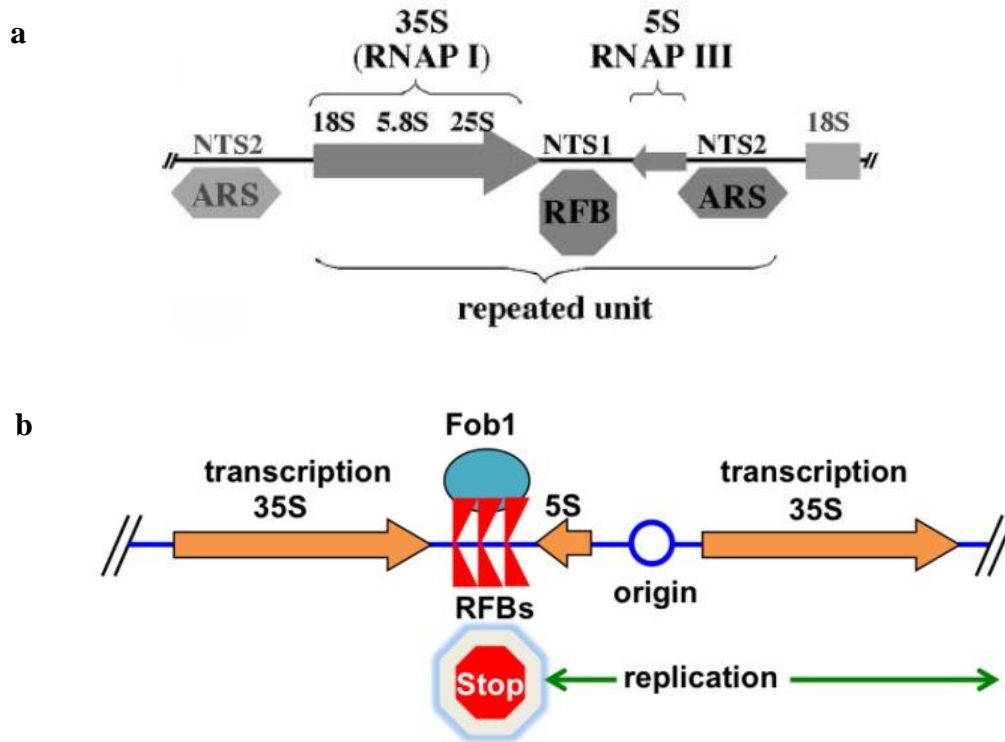 a
35S
(RNAP I)
5S
RNAP III
18S 5.8S 25S
NTS2 NTS1 NTS2 18S
ARS RFB ARS
repeated unit
b
Fob1
transcription
35S
5S
transcription
35S
RFBs
origin
Stop
replication